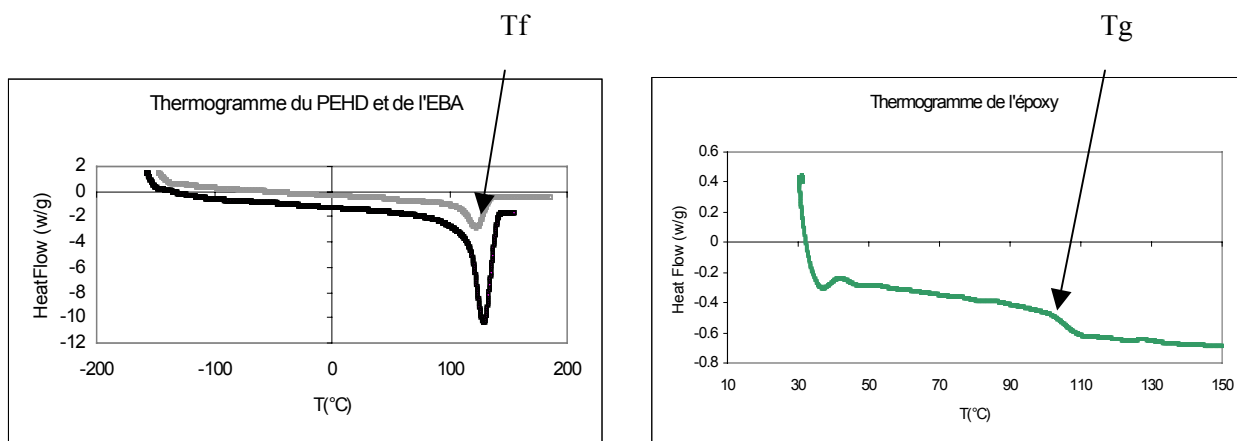 Tf
Tg
Thermogramme du PEHD et de l'EBA
2
0
-2
-4
-6
-8
-10
-12
HeatFlow (w/g)
-200 -100 0 100 200
T(°C)
Thermogramme de l'époxy
0.6
0.4
0.2
0
-0.2
-0.4
-0.6
-0.8
Heat Flow (w/g)
10 30 50 70 90 110 130 150
T(°C)